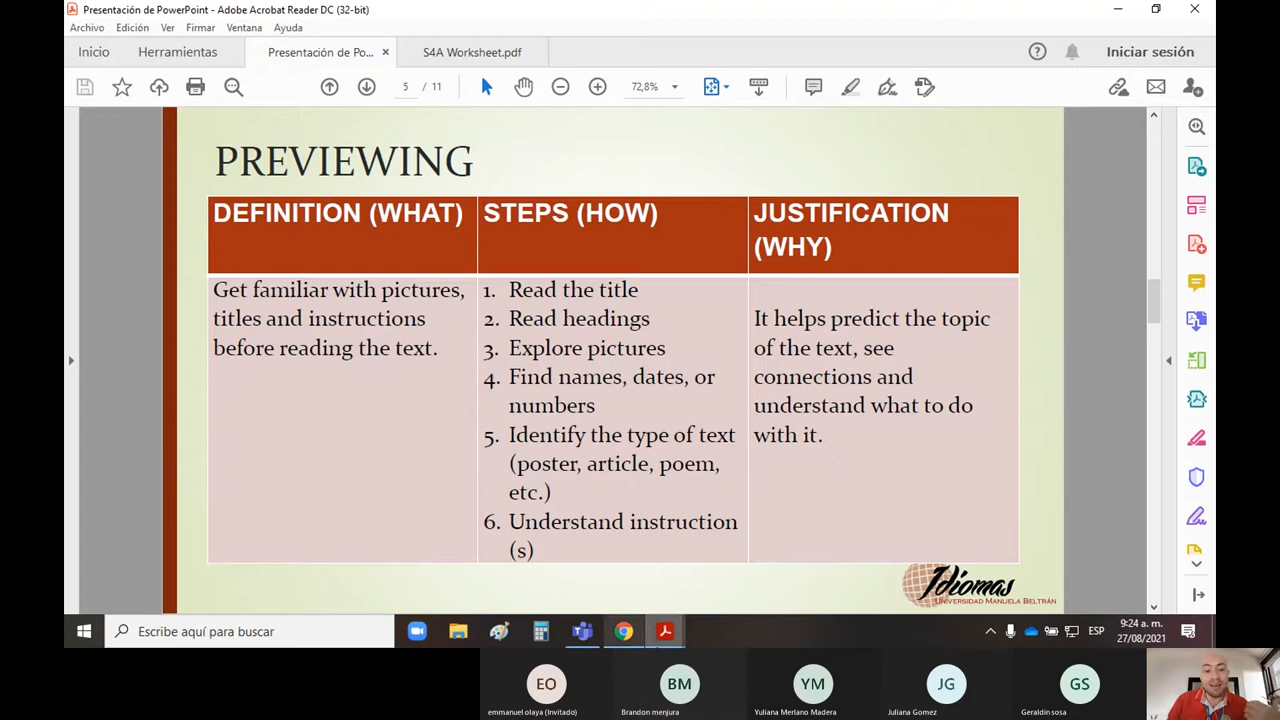 Presentación de PowerPoint - Adobe Acrobat Reader DC (32-bit)
Archivo Edición Ver Firmar Ventana Ayuda
Inicio Herramientas Presentación de Po... × S4A Worksheet.pdf Iniciar sesión
5 / 11 72,8%
PREVIEWING
DEFINITION (WHAT) STEPS (HOW) JUSTIFICATION
(WHY)
Get familiar with pictures,
titles and instructions
before reading the text.
1. Read the title
2. Read headings
3. Explore pictures
4. Find names, dates, or
numbers
5. Identify the type of text
(poster, article, poem,
etc.)
6. Understand instruction
(s)
It helps predict the topic
of the text, see
connections and
understand what to do
with it.
Idiomas
UNIVERSIDAD MANUELA BELTRÁN
Escribe aquí para buscar
ESP
9:24 a. m.
27/08/2021
EO BM YM JG GS
emmanuel olaya (Invitado) Brandon menjura Yuliana Merlano Madera Juliana Gomez Geraldin sosa